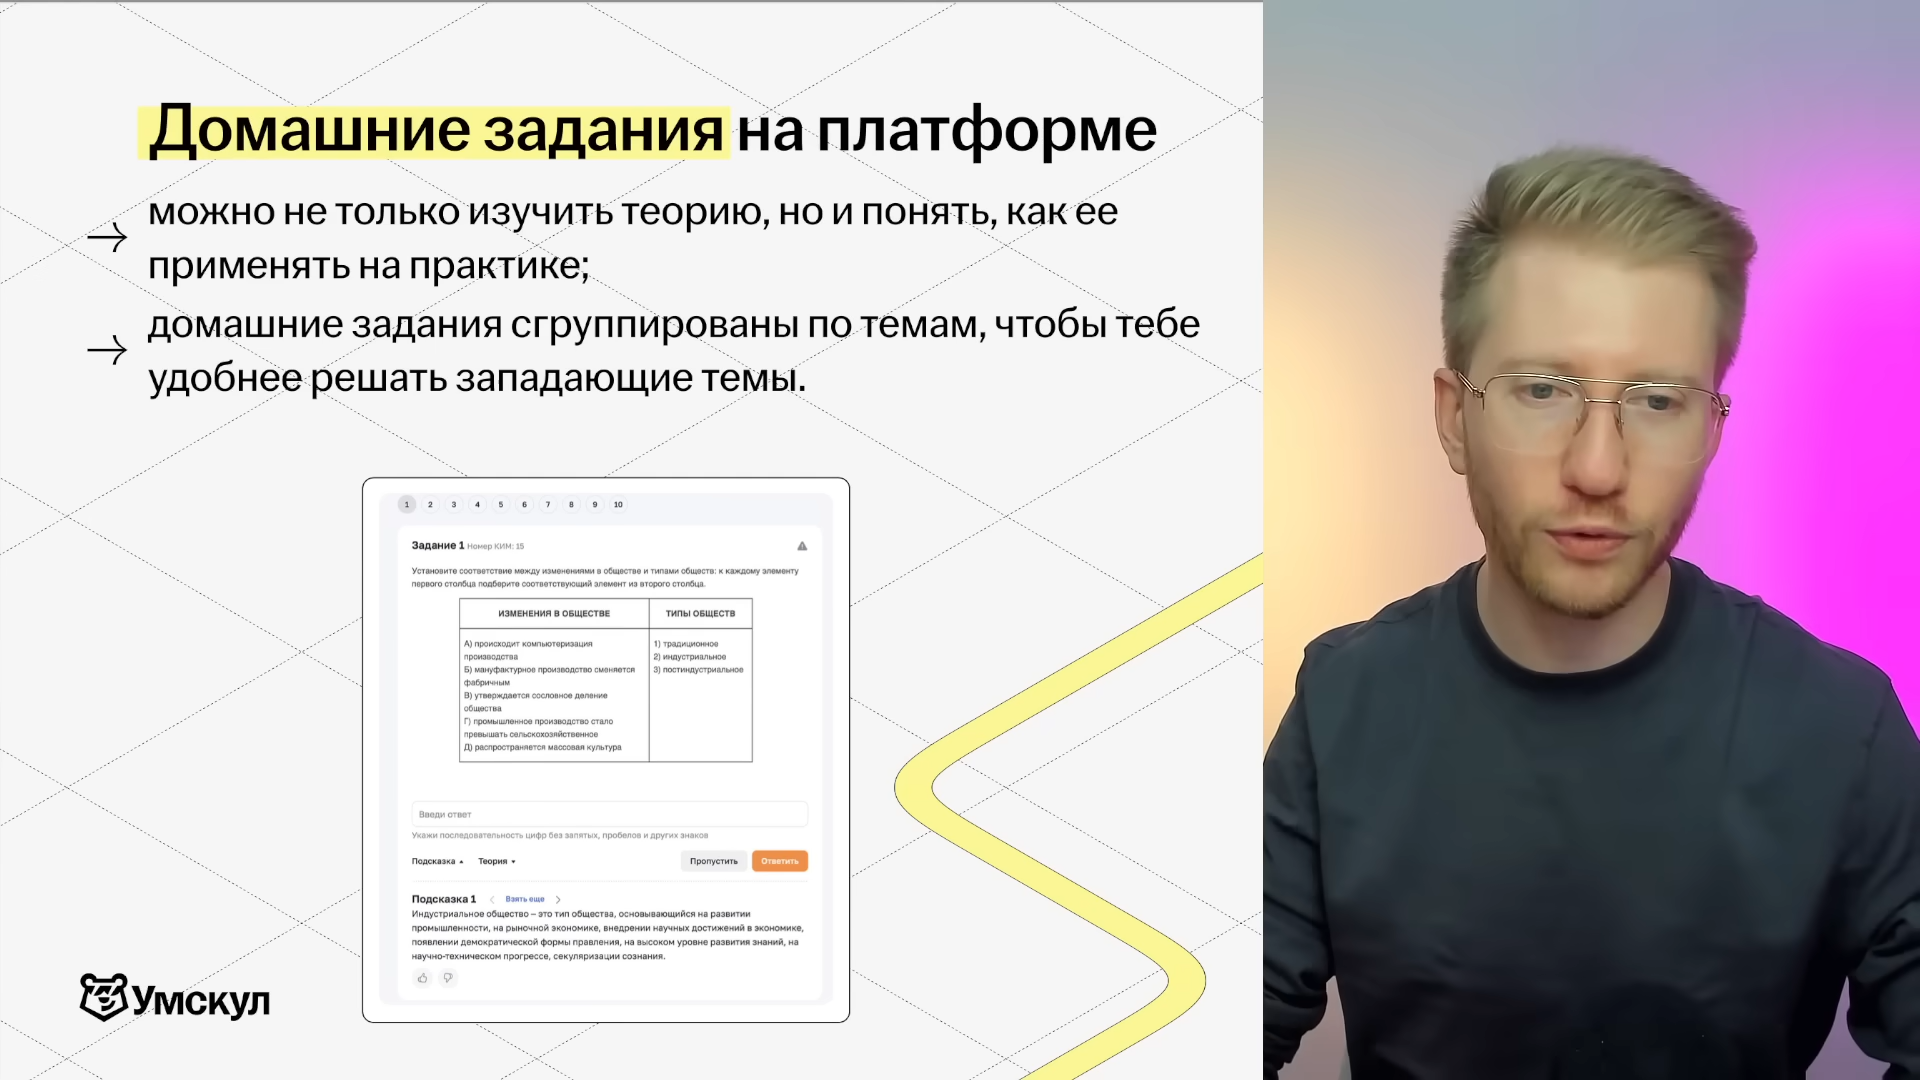 Домашние задания на платформе
→ можно не только изучить теорию, но и понять, как ее
применять на практике;
→ домашние задания сгруппированы по темам, чтобы тебе
удобнее решать западающие темы.
1 2 3 4 5 6 7 8 9 10
Задание 1 Номер КИМ: 15
Установите соответствие между изменениями в обществе и типами обществ: к каждому элементу
первого столбца подберите соответствующий элемент из второго столбца.
ИЗМЕНЕНИЯ В ОБЩЕСТВЕ
ТИПЫ ОБЩЕСТВ
А) происходит компьютеризация
производства
Б) мануфактурное производство сменяется
фабричным
В) утверждается сословное деление
общества
Г) промышленное производство стало
превышать сельскохозяйственное
Д) распространяется массовая культура
1) традиционное
2) индустриальное
3) постиндустриальное
Введи ответ
Укажи последовательность цифр без запятых, пробелов и других знаков
Подсказка Теория Пропустить Ответить
Подсказка 1 Взять еще
Индустриальное общество – это тип общества, основывающийся на развитии
промышленности, на рыночной экономике, внедрении научных достижений в экономике,
появлении демократической формы правления, на высоком уровне развития знаний, на
научно-техническом прогрессе, секуляризации сознания.
Умскул